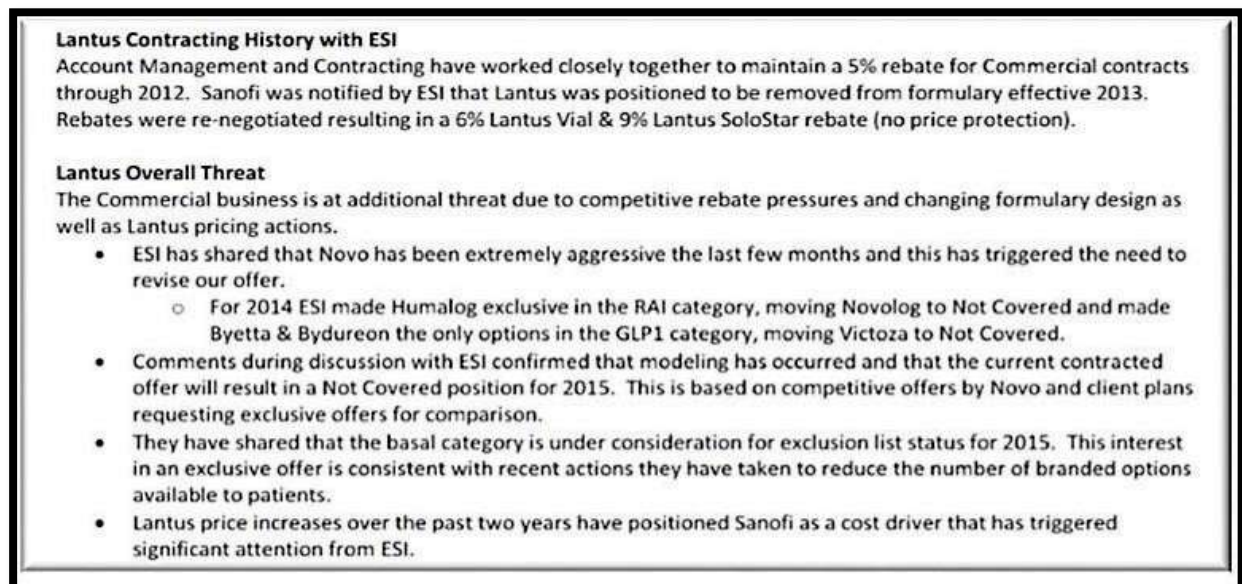 Lantus Contracting History with ESI
Account Management and Contracting have worked closely together to maintain a 5% rebate for Commercial contracts
through 2012. Sanofi was notified by ESI that Lantus was positioned to be removed from formulary effective 2013.
Rebates were re-negotiated resulting in a 6% Lantus Vial & 9% Lantus SoloStar rebate (no price protection).
Lantus Overall Threat
The Commercial business is at additional threat due to competitive rebate pressures and changing formulary design as
well as Lantus pricing actions.
• ESI has shared that Novo has been extremely aggressive the last few months and this has triggered the need to
revise our offer.
○ For 2014 ESI made Humalog exclusive in the RAI category, moving Novolog to Not Covered and made
Byetta & Bydureon the only options in the GLP1 category, moving Victoza to Not Covered.
• Comments during discussion with ESI confirmed that modeling has occurred and that the current contracted
offer will result in a Not Covered position for 2015. This is based on competitive offers by Novo and client plans
requesting exclusive offers for comparison.
• They have shared that the basal category is under consideration for exclusion list status for 2015. This interest
in an exclusive offer is consistent with recent actions they have taken to reduce the number of branded options
available to patients.
• Lantus price increases over the past two years have positioned Sanofi as a cost driver that has triggered
significant attention from ESI.